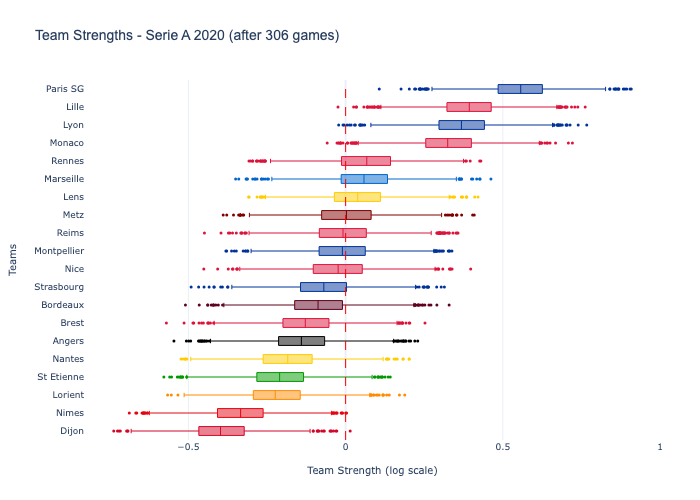 Team Strengths - Serie A 2020 (after 306 games)
Teams
Paris SG
Lille
Lyon
Monaco
Rennes
Marseille
Lens
Metz
Reims
Montpellier
Nice
Strasbourg
Bordeaux
Brest
Angers
Nantes
St Etienne
Lorient
Nimes
Dijon
−0.5 0 0.5 1
Team Strength (log scale)